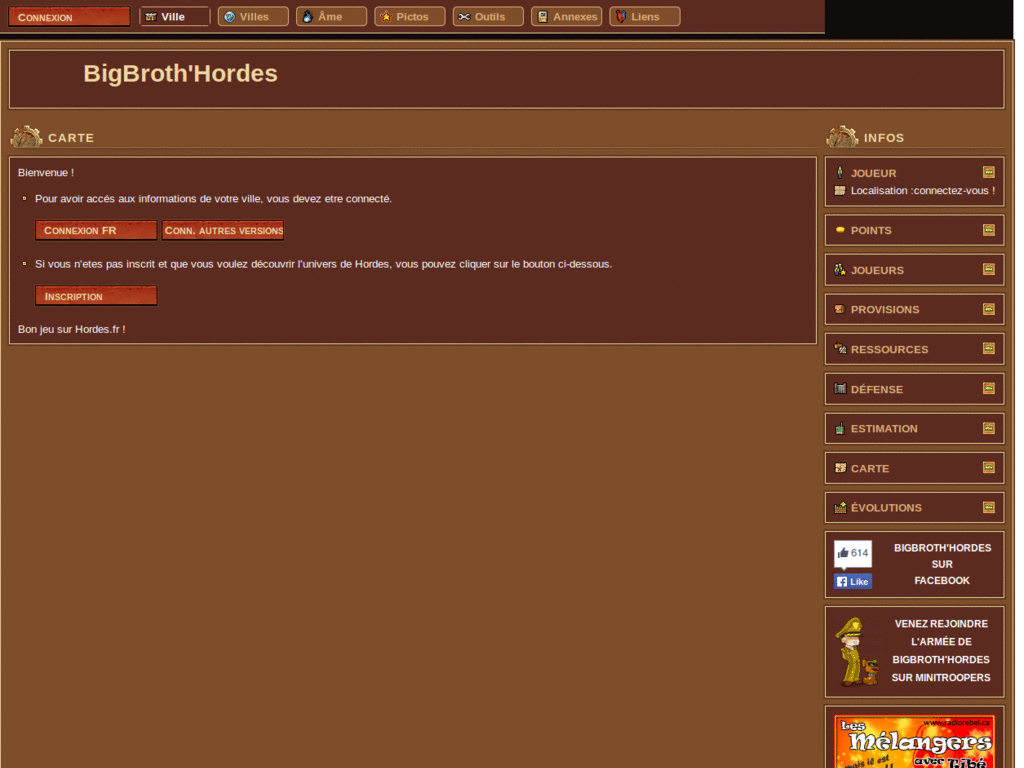 CONNEXION
Ville
Villes
Âme
Pictos
Outils
Annexes
Liens
BigBroth'Hordes
CARTE
Bienvenue !
Pour avoir accés aux informations de votre ville, vous devez etre connecté.
CONNEXION FR
CONN. AUTRES VERSIONS
Si vous n'etes pas inscrit et que vous voulez découvrir l'univers de Hordes, vous pouvez cliquer sur le bouton ci-dessous.
INSCRIPTION
Bon jeu sur Hordes.fr !
INFOS
JOUEUR
Localisation :connectez-vous !
POINTS
JOUEURS
PROVISIONS
RESSOURCES
DÉFENSE
ESTIMATION
CARTE
ÉVOLUTIONS
614
Like
BIGBROTH'HORDES
SUR
FACEBOOK
VENEZ REJOINDRE
L'ARMÉE DE
BIGBROTH'HORDES
SUR MINITROOPERS
www.radiorebel.ca
Les
Mélangers
mais il est
avec Tibé